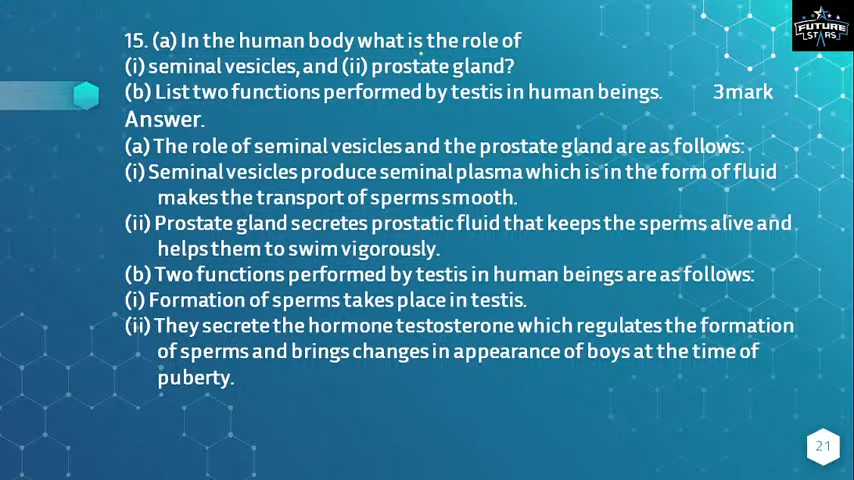 FUTURE
STARS
15. (a) In the human body what is the role of
(i) seminal vesicles, and (ii) prostate gland?
(b) List two functions performed by testis in human beings. 3mark
Answer.
(a) The role of seminal vesicles and the prostate gland are as follows:
(i) Seminal vesicles produce seminal plasma which is in the form of fluid
makes the transport of sperms smooth.
(ii) Prostate gland secretes prostatic fluid that keeps the sperms alive and
helps them to swim vigorously.
(b) Two functions performed by testis in human beings are as follows:
(i) Formation of sperms takes place in testis.
(ii) They secrete the hormone testosterone which regulates the formation
of sperms and brings changes in appearance of boys at the time of
puberty.
21